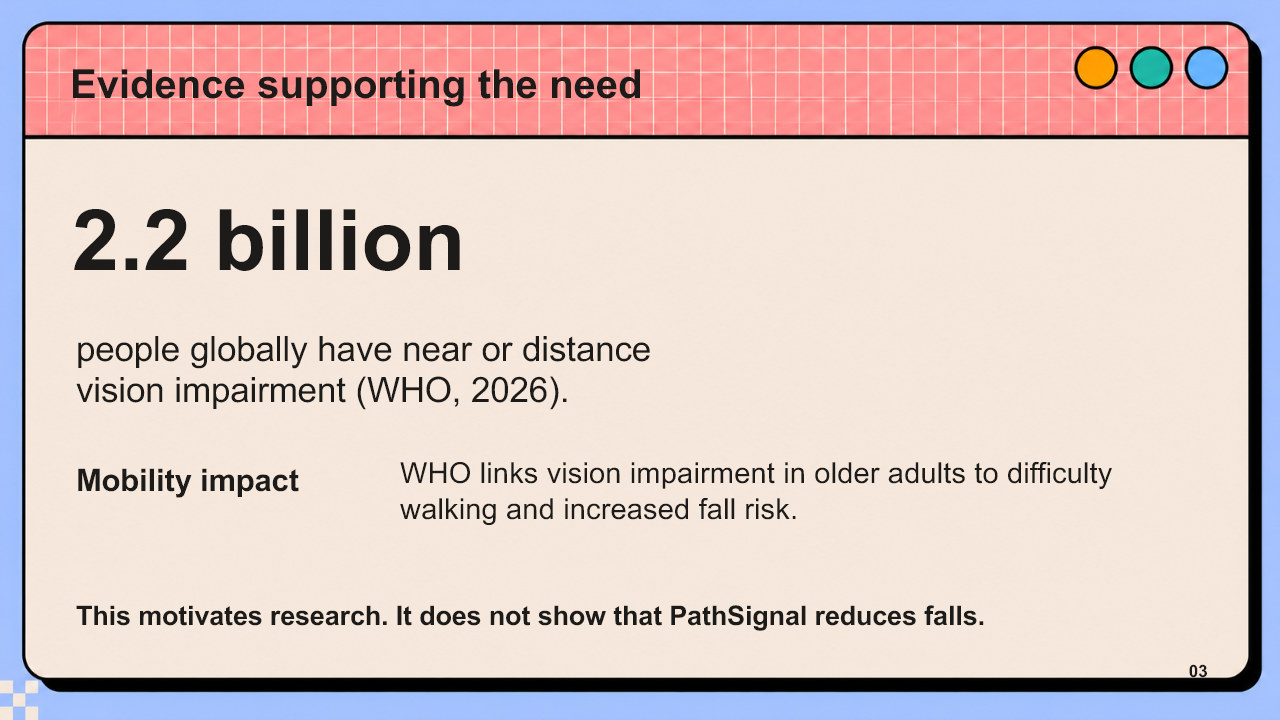 Evidence supporting the need
2.2 billion
people globally have near or distance
vision impairment (WHO, 2026).
Mobility impact
WHO links vision impairment in older adults to difficulty
walking and increased fall risk.
This motivates research. It does not show that PathSignal reduces falls.
03